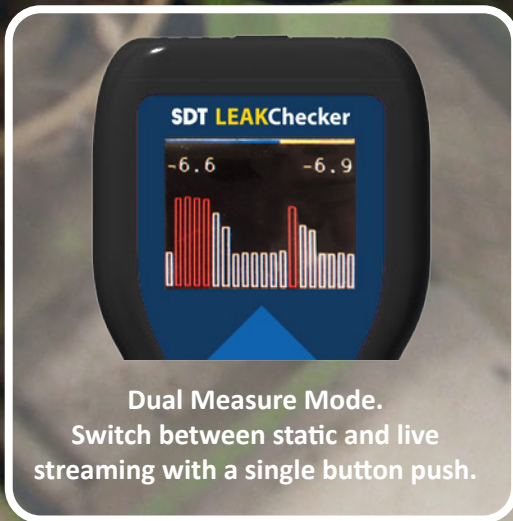 SDT LEAKChecker
-6.6 -6.9
Dual Measure Mode.
Switch between static and live
streaming with a single button push.